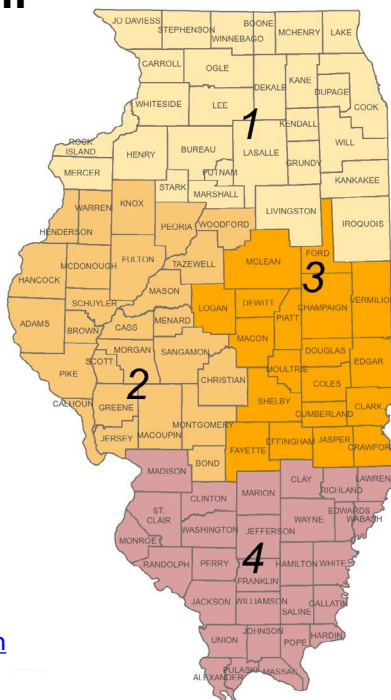 JO DAVIESS
STEPHENSON
WINNEBAGO
BOONE
MCHENRY
LAKE
CARROLL
OGLE
DEKALB
KANE
DUPAGE
COOK
WHITESIDE
LEE
1
KENDALL
ROCK
ISLAND
HENRY
BUREAU
LASALLE
GRUNDY
WILL
MERCER
PUTNAM
STARK
MARSHALL
KANKAKEE
LIVINGSTON
IROQUOIS
WARREN
KNOX
PEORIA
WOODFORD
HENDERSON
MCDONOUGH
FULTON
TAZEWELL
MCLEAN
FORD
3
HANCOCK
MASON
LOGAN
DEWITT
CHAMPAIGN
VERMILIO
SCHUYLER
PIATT
ADAMS
BROWN
CASS
MENARD
MACON
DOUGLAS
EDGAR
MORGAN
SANGAMON
SCOTT
MOULTRIE
COLES
PIKE
2
CHRISTIAN
SHELBY
CUMBERLAND
CLARK
CALHOUN
GREENE
JERSEY
MACOUPIN
MONTGOMERY
FAYETTE
EFFINGHAM
JASPER
CRAWFOR
BOND
MADISON
CLAY
LAWREN
RICHLAND
CLINTON
MARION
ST.
CLAIR
WAYNE
EDWARDS
WABASH
WASHINGTON
JEFFERSON
MONROE
4
RANDOLPH
PERRY
HAMILTON
WHITE
FRANKLIN
JACKSON
WILLIAMSON
SALINE
GALLATIN
UNION
JOHNSON
POPE
HARDIN
PULASKI
MASSAC
ALEXANDER